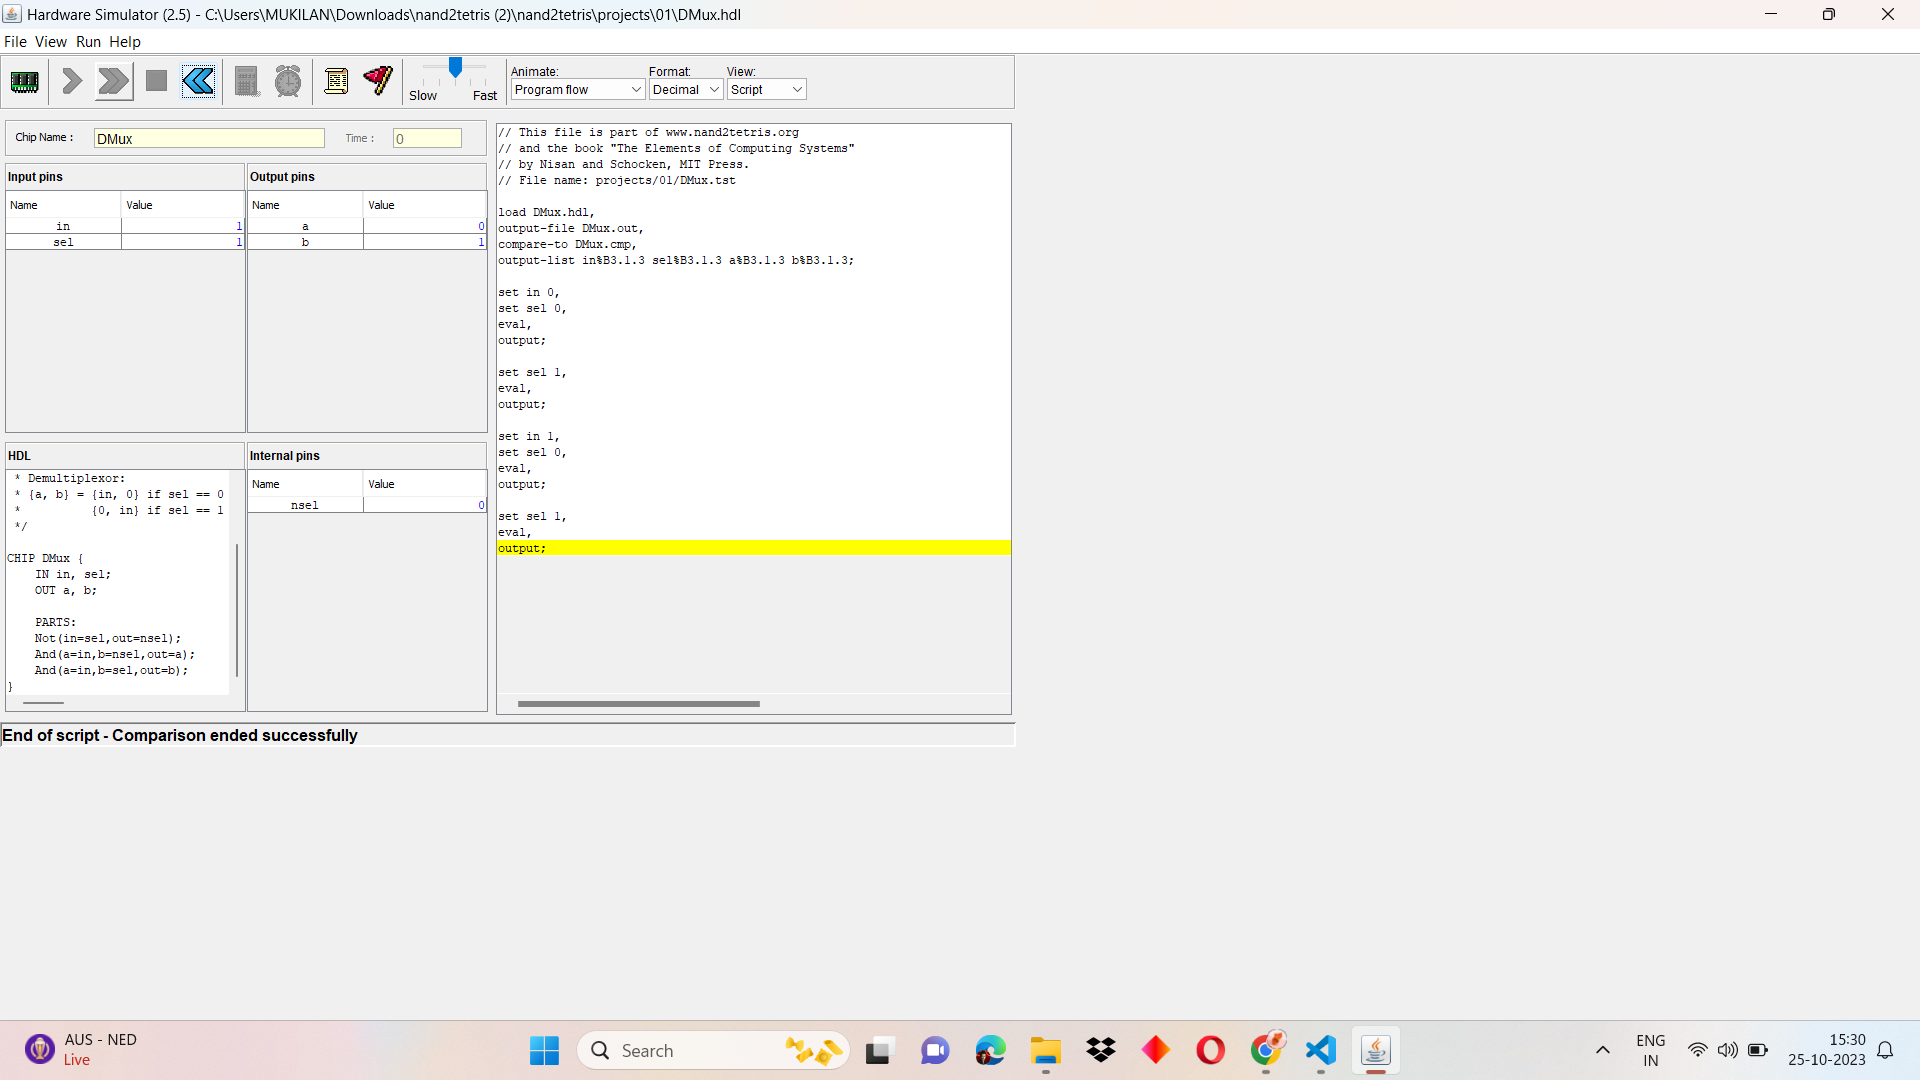 Hardware Simulator (2.5) - C:\Users\MUKILAN\Downloads\nand2tetris (2)\nand2tetris\projects\01\DMux.hdl
File View Run Help
Slow Fast
Animate: Format: View:
Program flow Decimal Script
Chip Name : DMux Time : 0
Input pins
Name Value
in 1
sel 1
Output pins
Name Value
a 0
b 1
HDL
* Demultiplexor:
* {a, b} = {in, 0} if sel == 0
* {0, in} if sel == 1
*/
CHIP DMux {
IN in, sel;
OUT a, b;
PARTS:
Not(in=sel,out=nsel);
And(a=in,b=nsel,out=a);
And(a=in,b=sel,out=b);
}
Internal pins
Name Value
nsel 0
// This file is part of www.nand2tetris.org
// and the book "The Elements of Computing Systems"
// by Nisan and Schocken, MIT Press.
// File name: projects/01/DMux.tst
load DMux.hdl,
output-file DMux.out,
compare-to DMux.cmp,
output-list in%B3.1.3 sel%B3.1.3 a%B3.1.3 b%B3.1.3;
set in 0,
set sel 0,
eval,
output;
set sel 1,
eval,
output;
set in 1,
set sel 0,
eval,
output;
set sel 1,
eval,
output;
End of script - Comparison ended successfully
AUS - NED
Live
Search
ENG
IN
15:30
25-10-2023